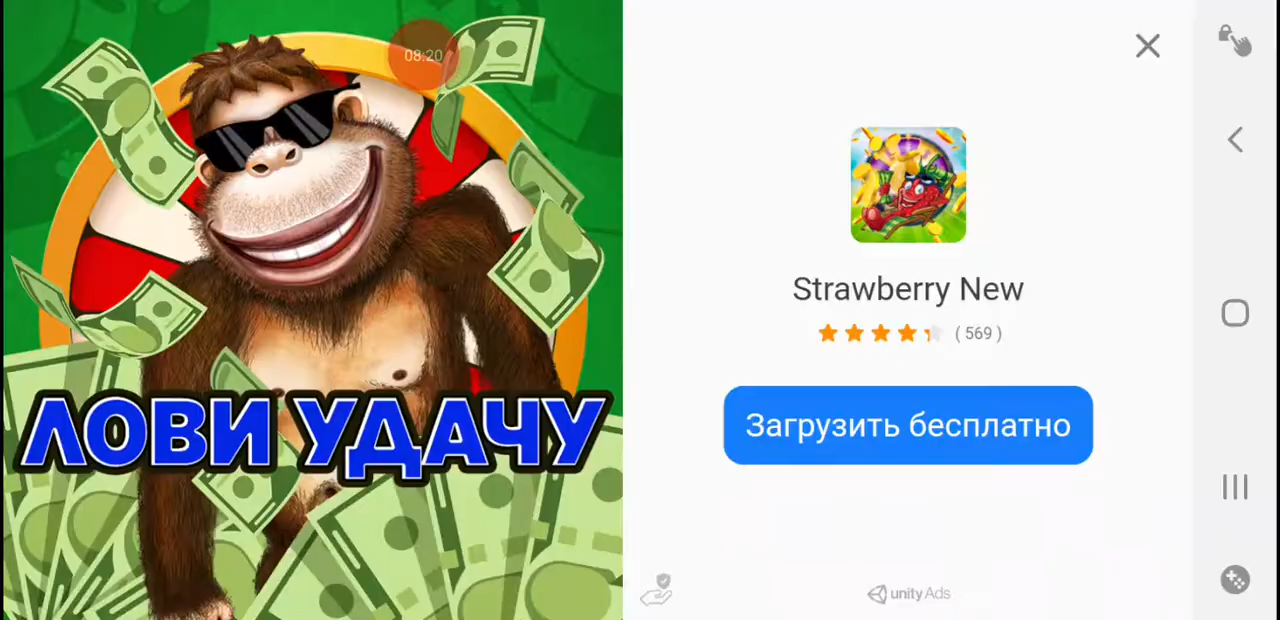 08:20
ЛОВИ УДАЧУ
Strawberry New
( 569 )
Загрузить бесплатно
unity Ads